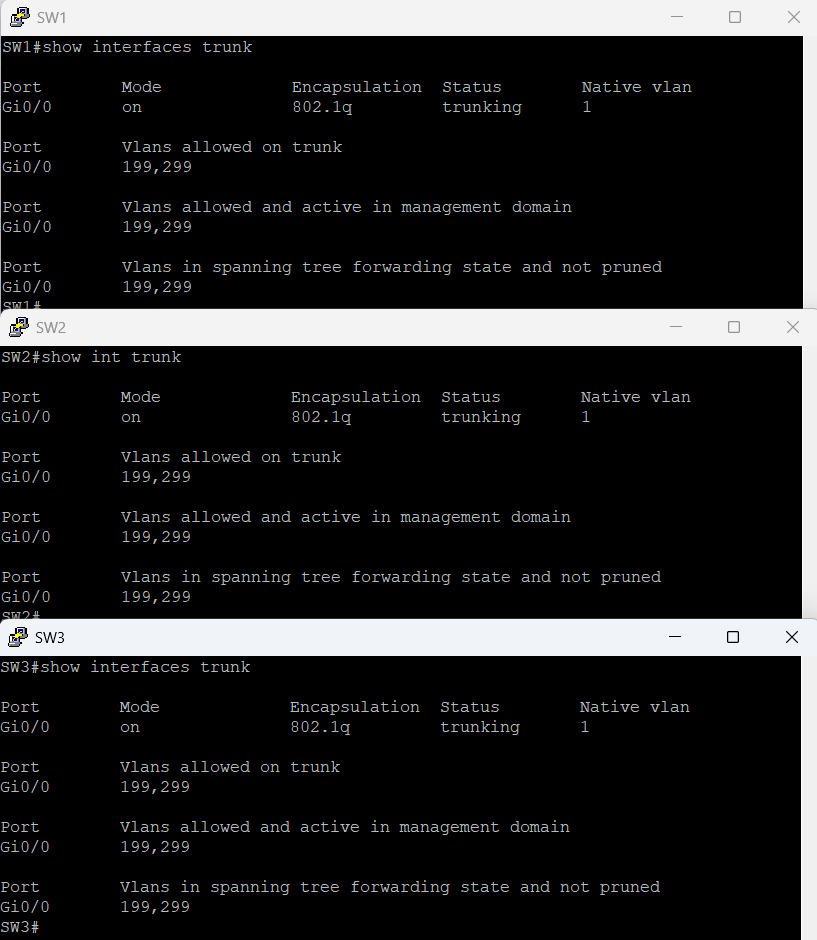 SW1
SW1#show interfaces trunk
Port Mode Encapsulation Status Native vlan
Gi0/0 on 802.1q trunking 1
Port Vlans allowed on trunk
Gi0/0 199,299
Port Vlans allowed and active in management domain
Gi0/0 199,299
Port Vlans in spanning tree forwarding state and not pruned
Gi0/0 199,299
SW1#
SW2
SW2#show int trunk
Port Mode Encapsulation Status Native vlan
Gi0/0 on 802.1q trunking 1
Port Vlans allowed on trunk
Gi0/0 199,299
Port Vlans allowed and active in management domain
Gi0/0 199,299
Port Vlans in spanning tree forwarding state and not pruned
Gi0/0 199,299
SW2#
SW3
SW3#show interfaces trunk
Port Mode Encapsulation Status Native vlan
Gi0/0 on 802.1q trunking 1
Port Vlans allowed on trunk
Gi0/0 199,299
Port Vlans allowed and active in management domain
Gi0/0 199,299
Port Vlans in spanning tree forwarding state and not pruned
Gi0/0 199,299
SW3#